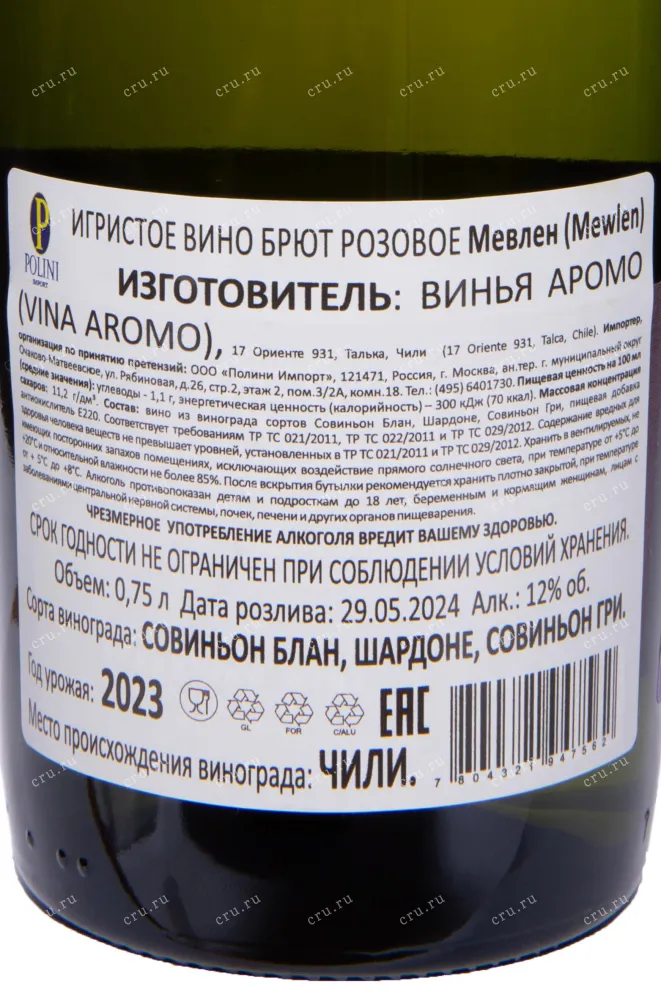 POLINI
IMPORT
ИГРИСТОЕ ВИНО БРЮТ РОЗОВОЕ Мевлен (Mewlen)
ИЗГОТОВИТЕЛЬ: ВИНЬЯ АРОМО
(VINA AROMO), 17 Ориенте 931, Талька, Чили (17 Oriente 931, Talca, Chile). Импортер,
организация по принятию претензий: ООО «Полини Импорт», 121471, Россия, г. Москва, вн.тер. г. муниципальный округ
Очаково-Матвеевское, ул. Рябиновая, д.26, стр.2, этаж 2, пом.3/2А, комн.18. Тел.: (495) 6401730. Пищевая ценность на 100 мл
(средние значения): углеводы - 1,1 г, энергетическая ценность (калорийность) – 300 кДж (70 ккал). Массовая концентрация
сахаров: 11,2 г/дм³. Состав: вино из винограда сортов Совиньон Блан, Шардоне, Совиньон Гри, пищевая добавка
антиокислитель Е220. Соответствует требованиям ТР ТС 021/2011, ТР ТС 022/2011 и ТР ТС 029/2012. Содержание вредных для
здоровья человека веществ не превышает уровней, установленных в ТР ТС 021/2011 и ТР ТС 029/2012. Хранить в вентилируемых, не
имеющих посторонних запахов помещениях, исключающих воздействие прямого солнечного света, при температуре от +5°С до
+20°С и относительной влажности не более 85%. После вскрытия бутылки рекомендуется хранить плотно закрытой, при температуре
от + 5°С до +8°С. Алкоголь противопоказан детям и подросткам до 18 лет, беременным и кормящим женщинам, лицам с
заболеваниями центральной нервной системы, почек, печени и других органов пищеварения.
ЧРЕЗМЕРНОЕ УПОТРЕБЛЕНИЕ АЛКОГОЛЯ ВРЕДИТ ВАШЕМУ ЗДОРОВЬЮ.
СРОК ГОДНОСТИ НЕ ОГРАНИЧЕН ПРИ СОБЛЮДЕНИИ УСЛОВИЙ ХРАНЕНИЯ.
Объем: 0,75 л Дата розлива: 29.05.2024 Алк.: 12% об.
Сорта винограда: СОВИНЬОН БЛАН, ШАРДОНЕ, СОВИНЬОН ГРИ.
Год урожая: 2023
GL FOR C/ALU
EAC
Место происхождения винограда: ЧИЛИ.
7 804321 947562
cru.ru